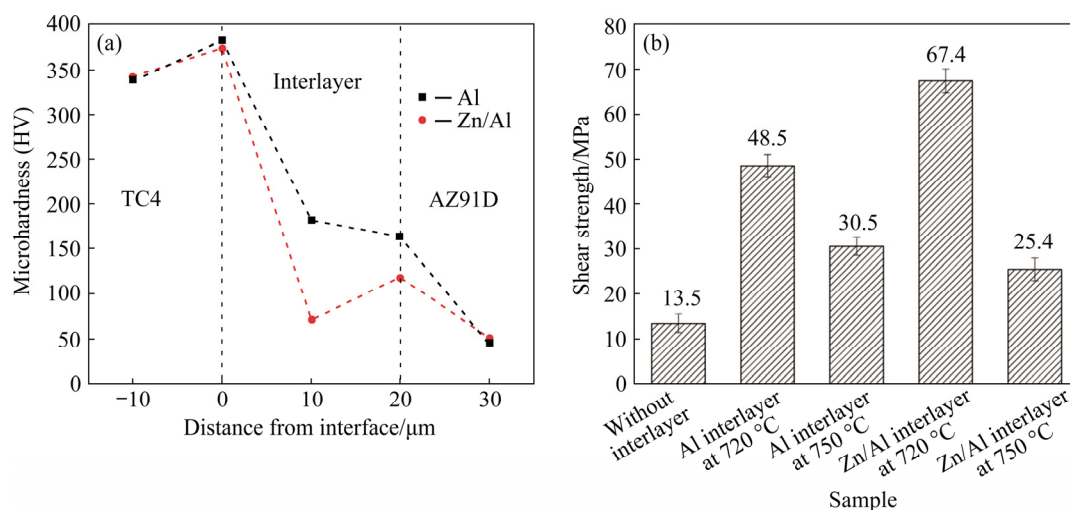 (a)
400
350
300
250
200
150
100
50
0
Microhardness (HV)
Interlayer
— Al
— Zn/Al
TC4
AZ91D
−10
0
10
20
30
Distance from interface/μm
(b)
80
70
60
50
40
30
20
10
0
Shear strength/MPa
13.5
48.5
30.5
67.4
25.4
Without
interlayer
Al interlayer
at 720 °C
Al interlayer
at 750 °C
Zn/Al interlayer
at 720 °C
Zn/Al interlayer
at 750 °C
Sample